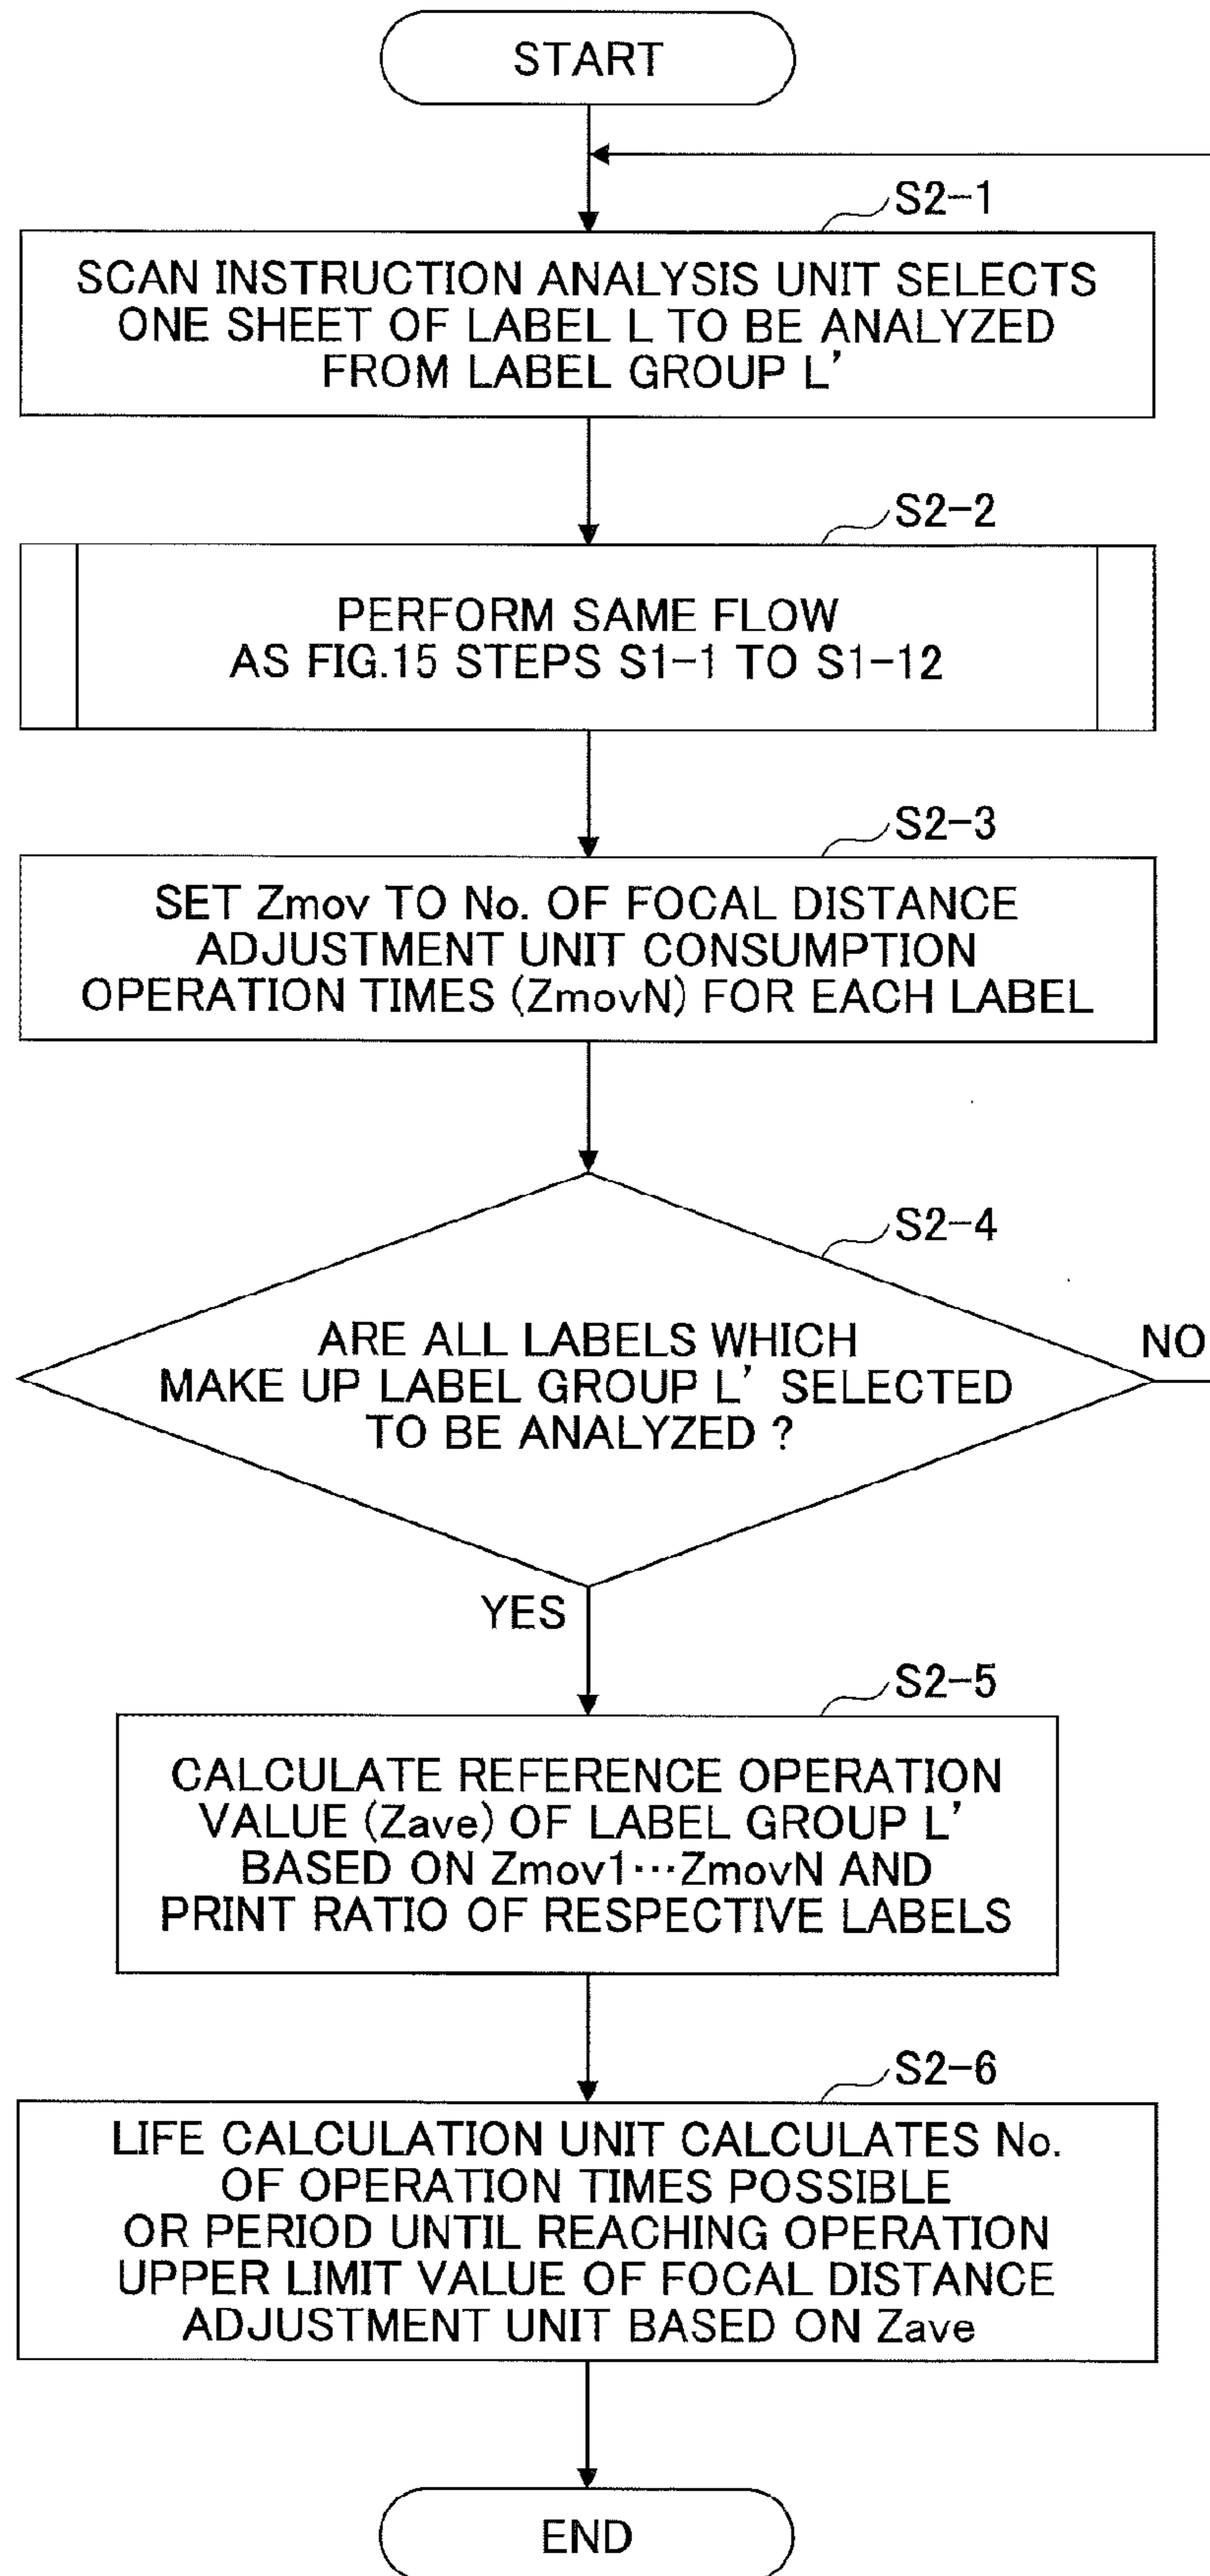 START
S2-1
SCAN INSTRUCTION ANALYSIS UNIT SELECTS
ONE SHEET OF LABEL L TO BE ANALYZED
FROM LABEL GROUP L'
S2-2
PERFORM SAME FLOW
AS FIG.15 STEPS S1-1 TO S1-12
S2-3
SET Zmov TO No. OF FOCAL DISTANCE
ADJUSTMENT UNIT CONSUMPTION
OPERATION TIMES (ZmovN) FOR EACH LABEL
S2-4
ARE ALL LABELS WHICH
MAKE UP LABEL GROUP L' SELECTED
TO BE ANALYZED ?
NO
YES
S2-5
CALCULATE REFERENCE OPERATION
VALUE (Zave) OF LABEL GROUP L'
BASED ON Zmov1···ZmovN AND
PRINT RATIO OF RESPECTIVE LABELS
S2-6
LIFE CALCULATION UNIT CALCULATES No.
OF OPERATION TIMES POSSIBLE
OR PERIOD UNTIL REACHING OPERATION
UPPER LIMIT VALUE OF FOCAL DISTANCE
ADJUSTMENT UNIT BASED ON Zave
END